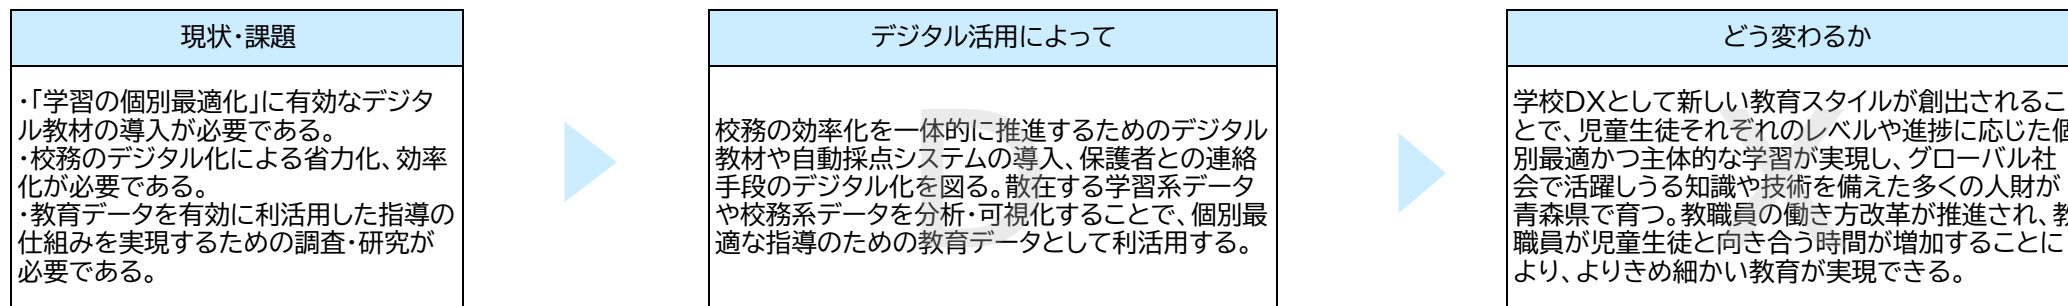 現状・課題
・「学習の個別最適化」に有効なデジタ
ル教材の導入が必要である。
・校務のデジタル化による省力化、効率
化が必要である。
・教育データを有効に利活用した指導の
仕組みを実現するための調査・研究が
必要である。
デジタル活用によって
校務の効率化を一体的に推進するためのデジタル
教材や自動採点システムの導入、保護者との連絡
手段のデジタル化を図る。散在する学習系データ
や校務系データを分析・可視化することで、個別最
適な指導のための教育データとして利活用する。
D
どう変わるか
学校DXとして新しい教育スタイルが創出されるこ
とで、児童生徒それぞれのレベルや進捗に応じた個
別最適かつ主体的な学習が実現し、グローバル社
会で活躍しうる知識や技術を備えた多くの人財が
青森県で育つ。教職員の働き方改革が推進され、教
職員が児童生徒と向き合う時間が増加することに
より、よりきめ細かい教育が実現できる。
X